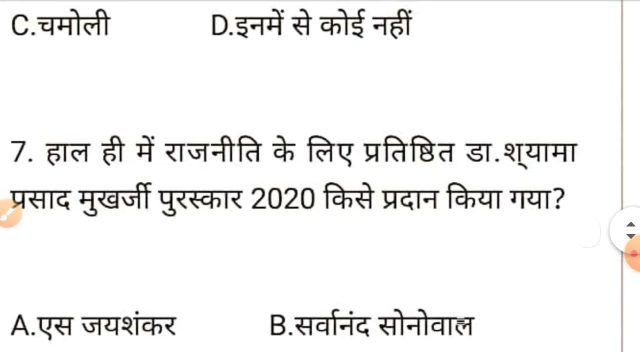 C.चमोली D.इनमें से कोई नहीं
7. हाल ही में राजनीति के लिए प्रतिष्ठित डा.श्यामा
प्रसाद मुखर्जी पुरस्कार 2020 किसे प्रदान किया गया?
A.एस जयशंकर B.सर्वानंद सोनोवाल